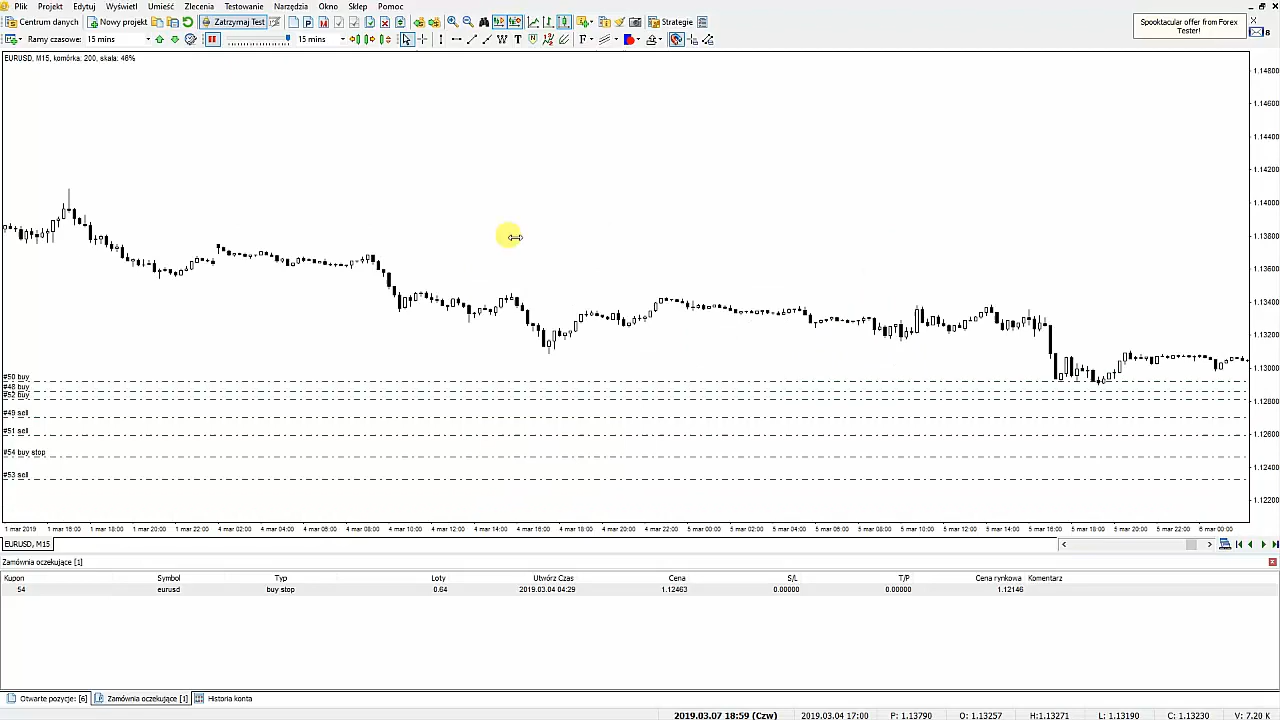 Plik Projekt Edytuj Wyświetl Umieść Zlecenia Testowanie Narzędzia Okno Sklep Pomoc
Centrum danych Nowy projekt Zatrzymaj Test Strategie
Spooktacular offer from Forex
Tester!
8
Ramy czasowe: 15 mins 15 mins
EURUSD, M15, komórka: 200, skala: 46%
1.14800
1.14600
1.14400
1.14200
1.14000
1.13800
1.13600
1.13400
1.13200
1.13000
1.12800
1.12600
1.12400
1.12200
#50 buy
#48 buy
#52 buy
#49 sell
#51 sell
#54 buy stop
#53 sell
1 mar 2019 1 mar 16:00 1 mar 18:00 1 mar 20:00 1 mar 22:00 4 mar 02:00 4 mar 04:00 4 mar 06:00 4 mar 08:00 4 mar 10:00 4 mar 12:00 4 mar 14:00 4 mar 16:00 4 mar 18:00 4 mar 20:00 4 mar 22:00 5 mar 00:00 5 mar 02:00 5 mar 04:00 5 mar 06:00 5 mar 08:00 5 mar 10:00 5 mar 12:00 5 mar 14:00 5 mar 16:00 5 mar 18:00 5 mar 20:00 5 mar 22:00 6 mar 00:00
EURUSD, M15
Zamównia oczekujące [1]
Kupon Symbol Typ Loty Utwórz Czas Cena S/L T/P Cena rynkowa Komentarz
54 eurusd buy stop 0.64 2019.03.04 04:29 1.12463 0.00000 0.00000 1.12146
Otwarte pozycje: [6] Zamównia oczekujące [1] Historia konta
2019.03.07 18:59 (Czw) 2019.03.04 17:00 P: 1.13790 O: 1.13257 H:1.13271 L: 1.13190 C: 1.13230 V: 7.20 K